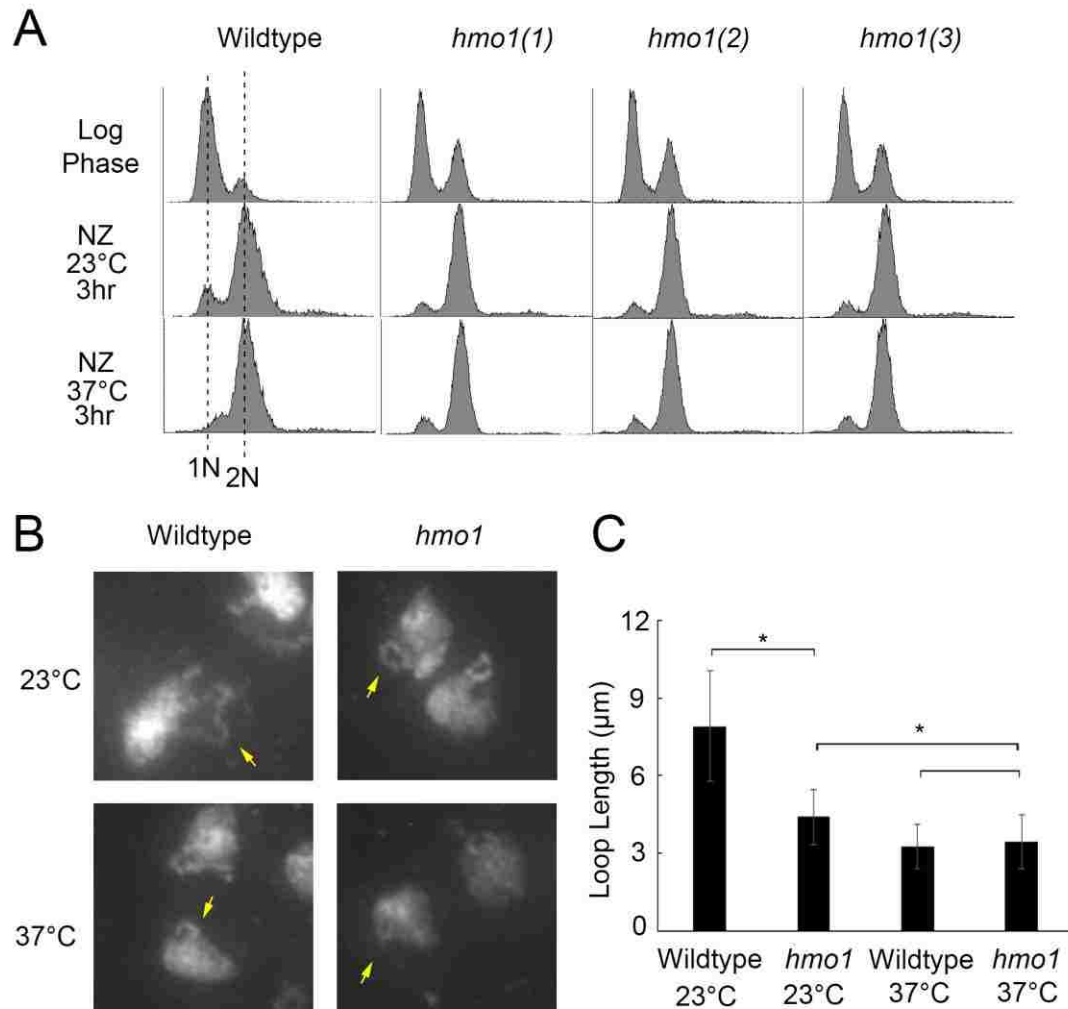 A
Wildtype hmo1(1) hmo1(2) hmo1(3)
Log
Phase
NZ
23°C
3hr
NZ
37°C
3hr
1N 2N
B
Wildtype hmo1
23°C
37°C
C
Loop Length (µm)
12
9
6
3
0
*
*
Wildtype hmo1 Wildtype hmo1
23°C 23°C 37°C 37°C